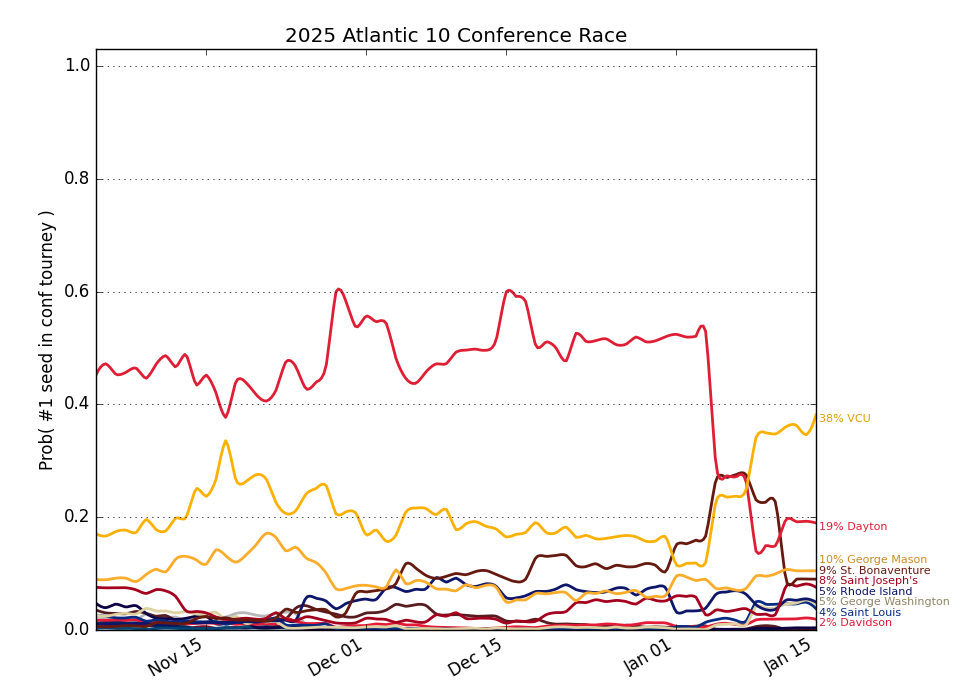 2025 Atlantic 10 Conference Race
Prob( #1 seed in conf tourney )
1.0
0.8
0.6
0.4
0.2
0.0
Nov 15
Dec 01
Dec 15
Jan 01
Jan 15
38% VCU
19% Dayton
10% George Mason
9% St. Bonaventure
8% Saint Joseph's
5% Rhode Island
5% George Washington
4% Saint Louis
2% Davidson